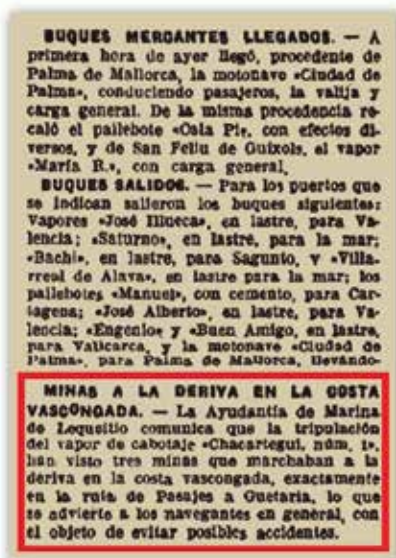 BUQUES MERCANTES LLEGADOS. — A
primera hora de ayer llegó, procedente de
Palma de Mallorca, la motonave «Ciudad de
Palma», conduciendo pasajeros, la valija y
carga general. De la misma procedencia re-
caló el pailebote «Cala Pi», con efectos di-
versos, y de San Feliu de Guixols, el vapor
«María R.», con carga general.
BUQUES SALIDOS. — Para los puertos que
se indican salieron los buques siguientes:
Vapores «José Illueca», en lastre, para Va-
lencia; «Saturno», en lastre, para la mar;
«Bachi», en lastre, para Sagunto, y «Villa-
rreal de Alava», en lastre para la mar; los
pailebotes «Manuel», con cemento, para Car-
tagena; «José Alberto», en lastre, para Va-
lencia; «Engenio» y «Buen Amigo, en lastre,
para Vallcarca, y la motonave «Ciudad de
Palma», para Palma de Mallorca, llevando-
MINAS A LA DERIVA EN LA COSTA
VASCONGADA. — La Ayudantía de Marina
de Lequeitio comunica que la tripulación
del vapor de cabotaje «Chacartegui, núm. 1»,
han visto tres minas que marchaban a la
deriva en la costa vascongada, exactamente
en la ruta de Pasajes a Guetaria, lo que
se advierte a los navegantes en general, con
el objeto de evitar posibles accidentes.